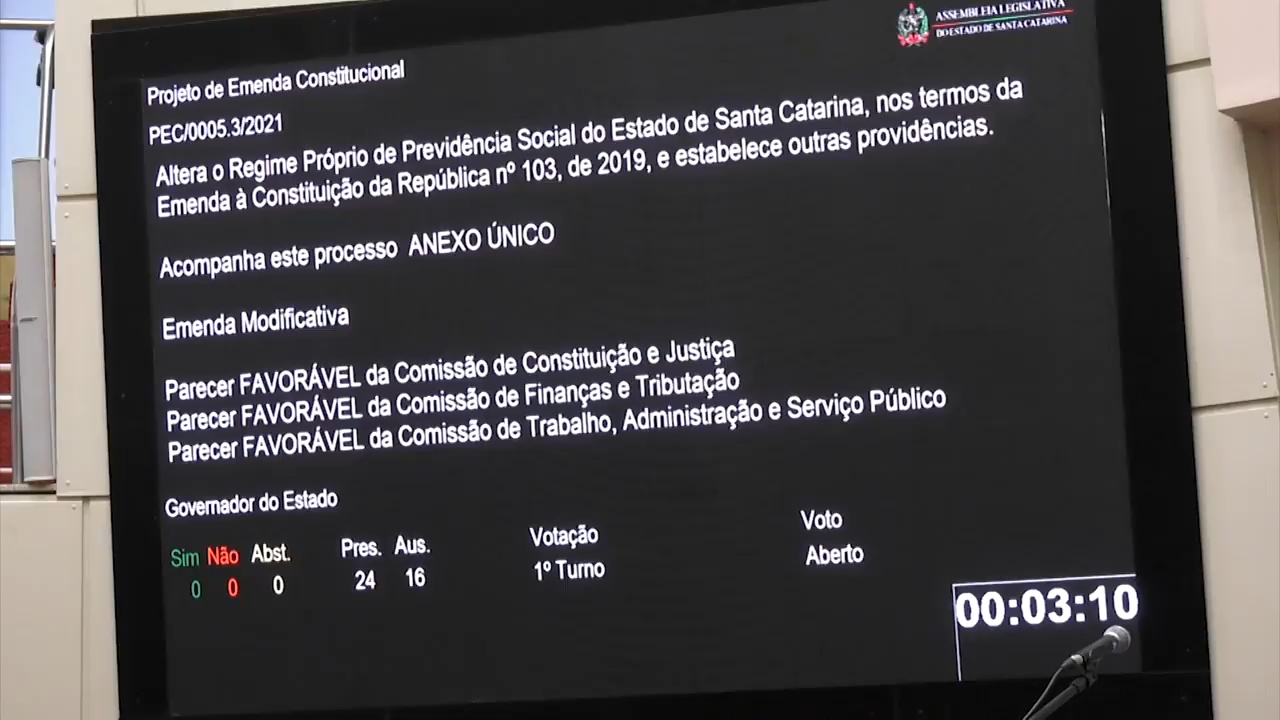 ASSEMBLEIA LEGISLATIVA
DO ESTADO DE SANTA CATARINA
Projeto de Emenda Constitucional
PEC/0005.3/2021
Altera o Regime Próprio de Previdência Social do Estado de Santa Catarina, nos termos da
Emenda à Constituição da República nº 103, de 2019, e estabelece outras providências.
Acompanha este processo ANEXO ÚNICO
Emenda Modificativa
Parecer FAVORÁVEL da Comissão de Constituição e Justiça
Parecer FAVORÁVEL da Comissão de Finanças e Tributação
Parecer FAVORÁVEL da Comissão de Trabalho, Administração e Serviço Público
Governador do Estado
Sim Não Abst. Pres. Aus. Votação Voto
0 0 0 24 16 1º Turno Aberto
00:03:10